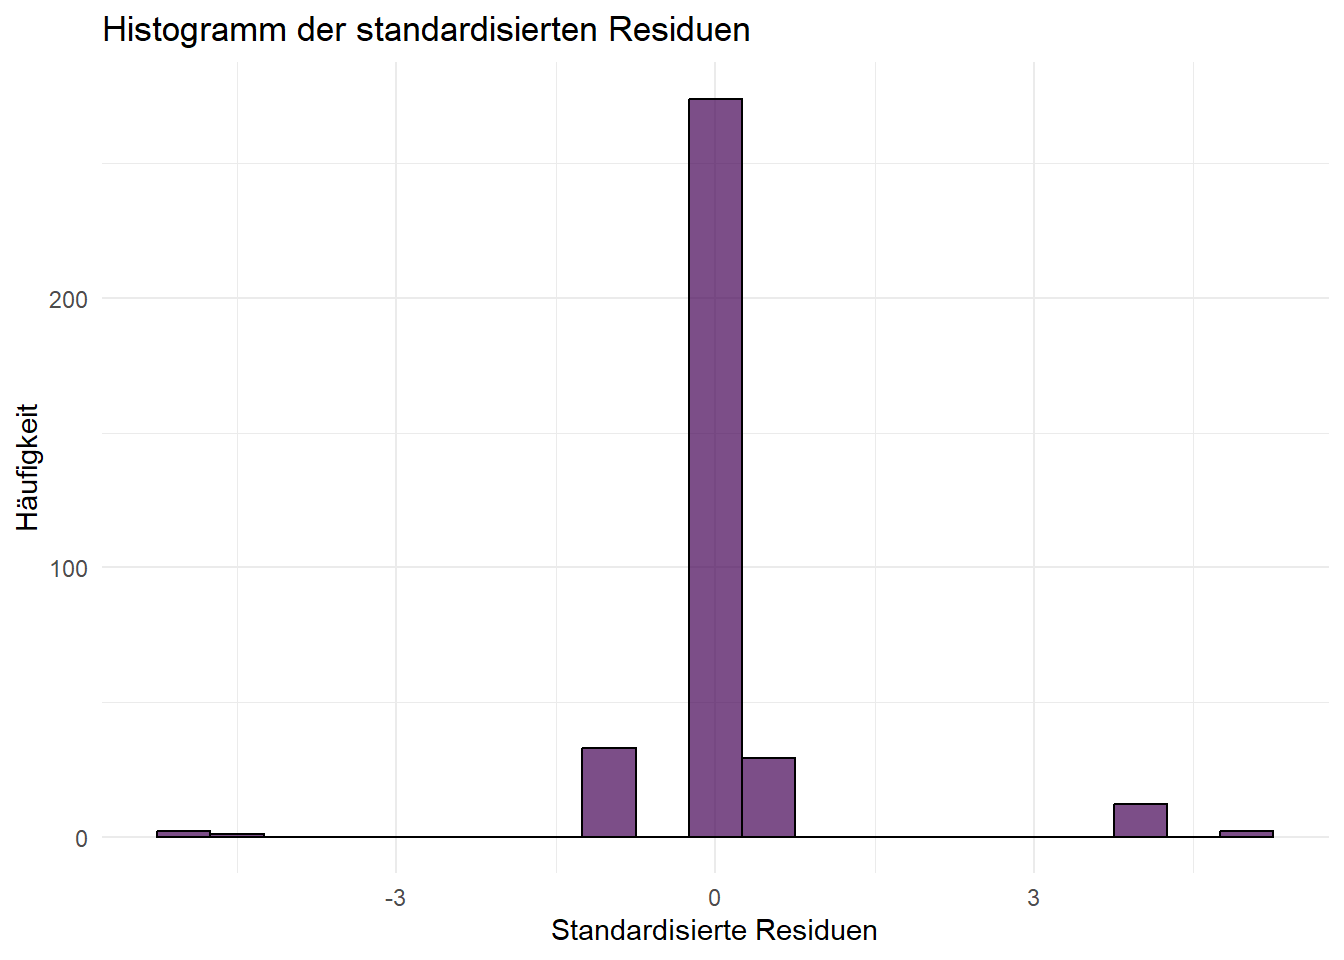 Histogramm der standardisierten Residuen
Häufigkeit
200
100
0
-3
0
3
Standardisierte Residuen